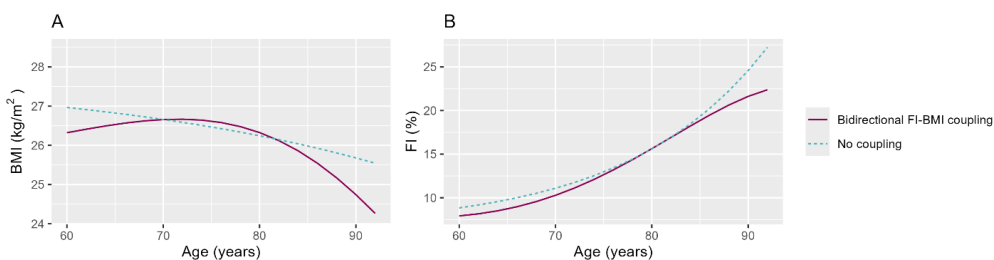 A
BMI (kg/m²)
28
27
26
25
24
60 70 80 90
Age (years)
B
FI (%)
25
20
15
10
60 70 80 90
Age (years)
Bidirectional FI-BMI coupling
No coupling